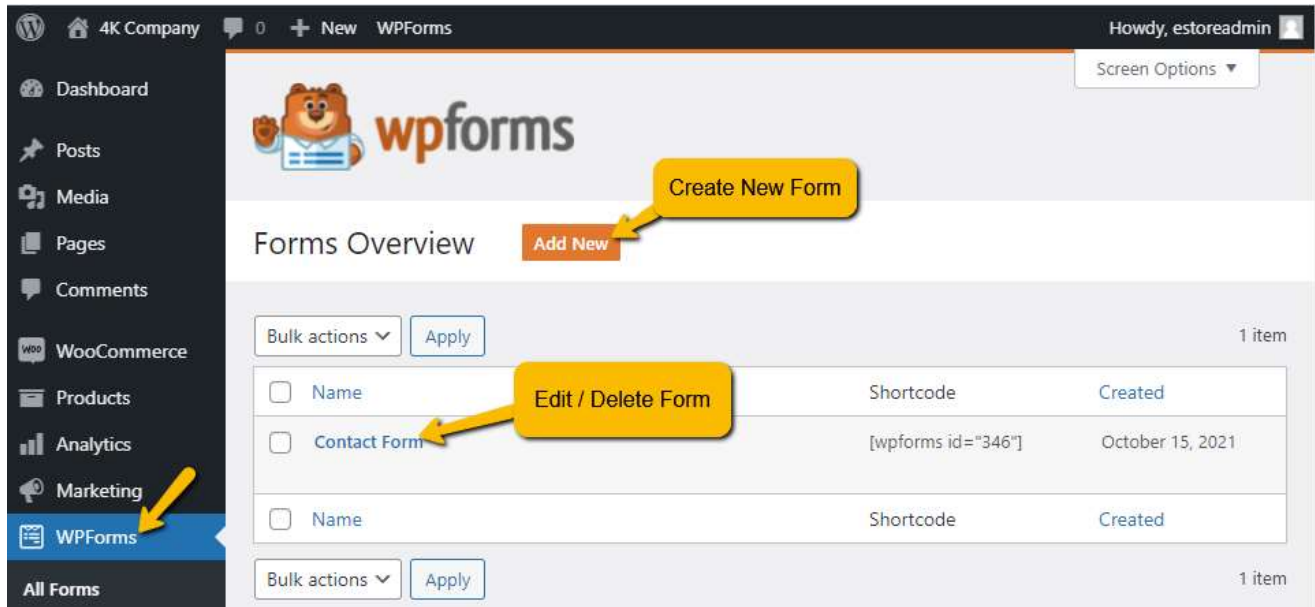 4K Company 0 + New WPForms Howdy, estoreadmin
Screen Options ▼
Dashboard
Posts
Media
Pages
Comments
WooCommerce
Products
Analytics
Marketing
WPForms
All Forms
wpforms
Create New Form
Forms Overview Add New
Bulk actions Apply 1 item
Name Shortcode Created
Edit / Delete Form
Contact Form [wpforms id="346"] October 15, 2021
Name Shortcode Created
Bulk actions Apply 1 item